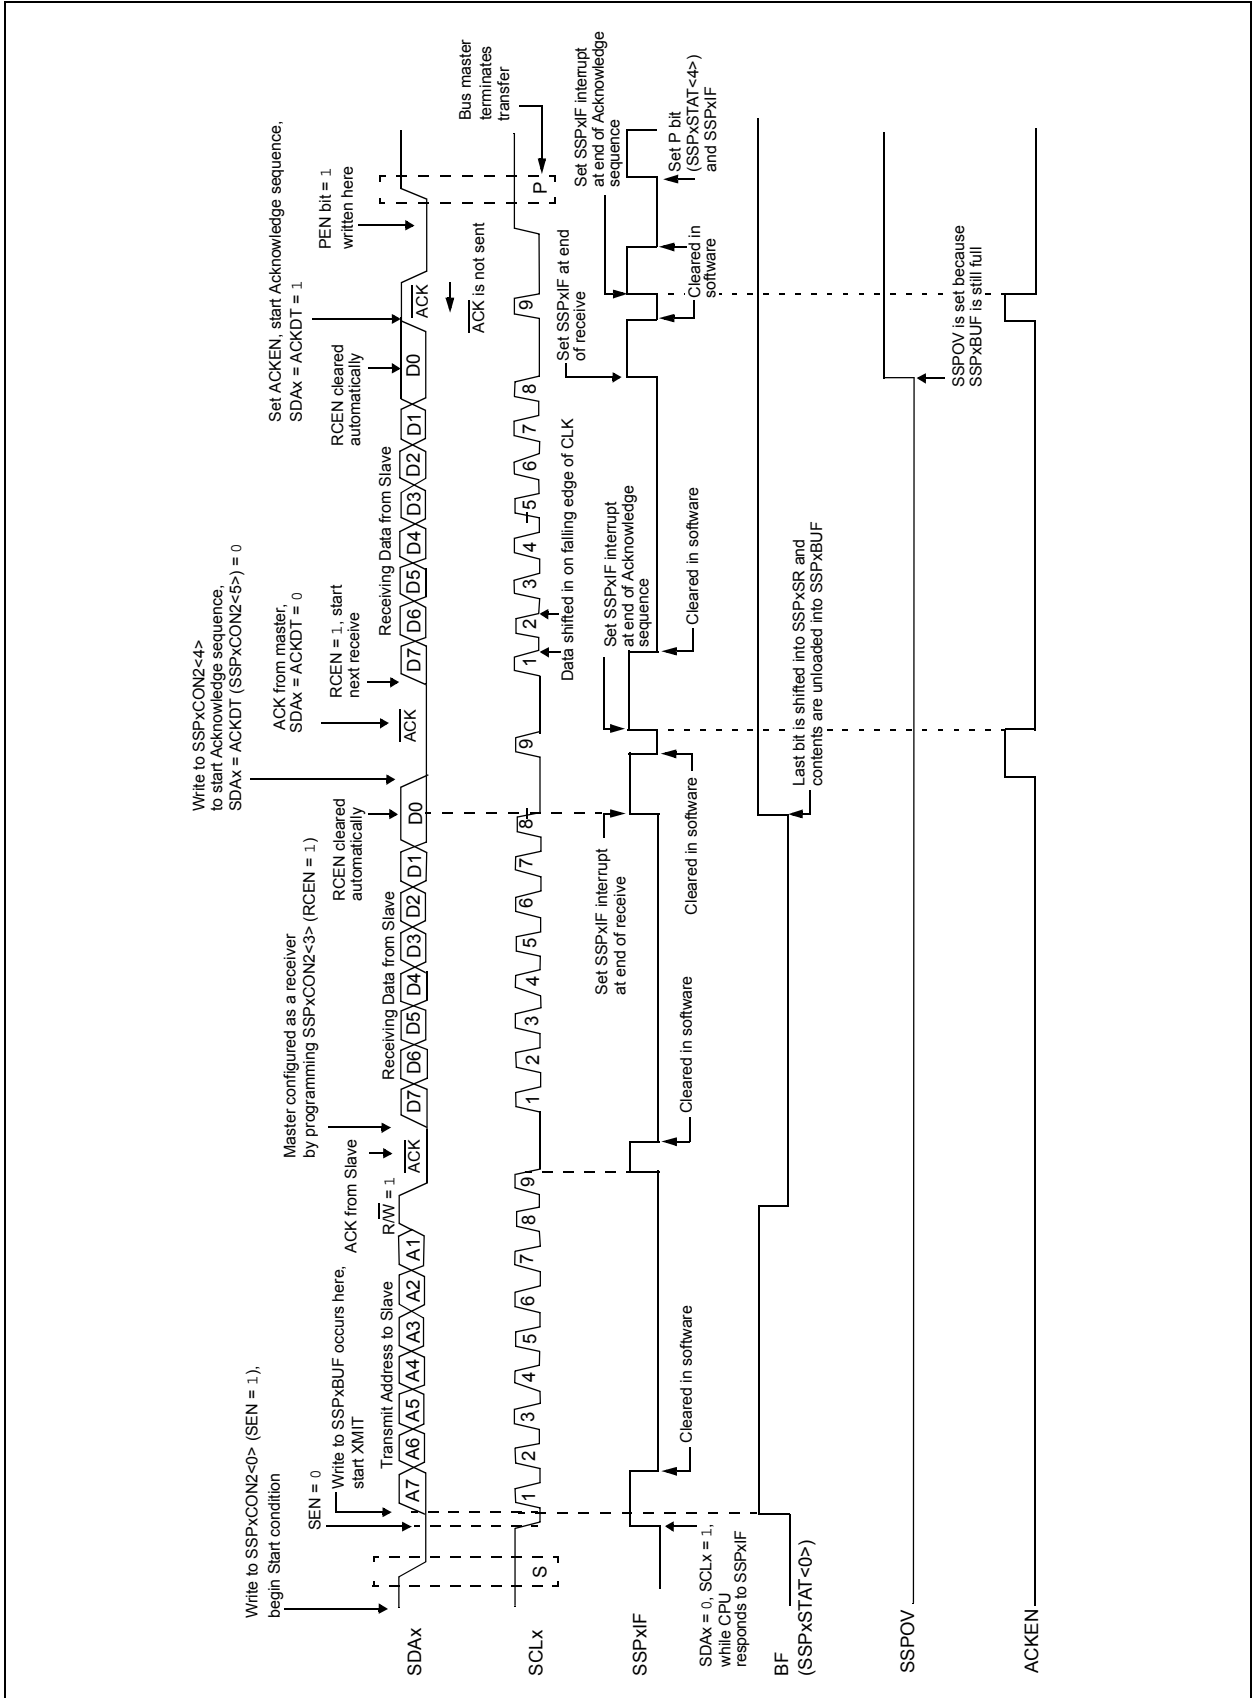 Write to SSPxCON2<0> (SEN = 1),
begin Start condition
SEN = 0
Write to SSPxBUF occurs here,
start XMIT
ACK from Slave
Master configured as a receiver
by programming SSPxCON2<3> (RCEN = 1)
RCEN cleared
automatically
Write to SSPxCON2<4>
to start Acknowledge sequence,
SDAx = ACKDT (SSPxCON2<5>) = 0
ACK from master,
SDAx = ACKDT = 0
RCEN = 1, start
next receive
RCEN cleared
automatically
Set ACKEN, start Acknowledge sequence,
SDAx = ACKDT = 1
PEN bit = 1
written here
Transmit Address to Slave
R/W = 1
Receiving Data from Slave
Receiving Data from Slave
SDAx
A7 A6 A5 A4 A3 A2 A1 ACK D7 D6 D5 D4 D3 D2 D1 D0 ACK D7 D6 D5 D4 D3 D2 D1 D0 ACK
ACK is not sent
Bus master
terminates
transfer
SCLx
S 1 2 3 4 5 6 7 8 9 1 2 3 4 5 6 7 8 9 1 2 3 4 5 6 7 8 9 P
Data shifted in on falling edge of CLK
Set SSPxIF interrupt
at end of receive
Set SSPxIF interrupt
at end of Acknowledge
sequence
Set SSPxIF at end
of receive
Set SSPxIF interrupt
at end of Acknowledge
sequence
SSPxIF
SDAx = 0, SCLx = 1,
while CPU
responds to SSPxIF
Cleared in software
Cleared in software
Cleared in software
Cleared in software
Cleared in
software
Set P bit
(SSPxSTAT<4>)
and SSPxIF
BF
(SSPxSTAT<0>)
Last bit is shifted into SSPxSR and
contents are unloaded into SSPxBUF
SSPOV
SSPOV is set because
SSPxBUF is still full
ACKEN